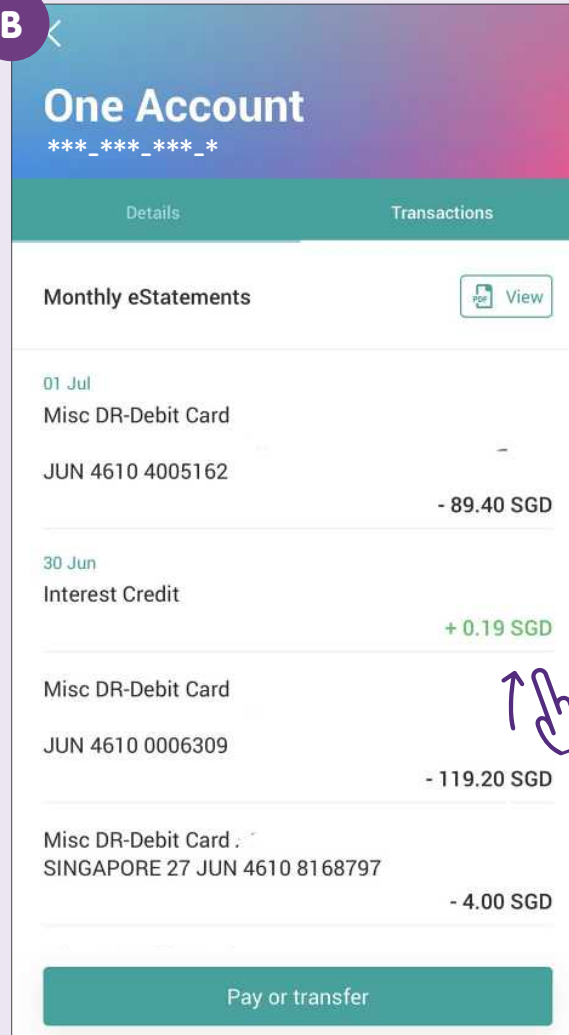 B
One Account
***-***-***-*
Details Transactions
Monthly eStatements PDF View
01 Jul
Misc DR-Debit Card
JUN 4610 4005162
- 89.40 SGD
30 Jun
Interest Credit
+ 0.19 SGD
Misc DR-Debit Card
JUN 4610 0006309
- 119.20 SGD
Misc DR-Debit Card
SINGAPORE 27 JUN 4610 8168797
- 4.00 SGD
Pay or transfer